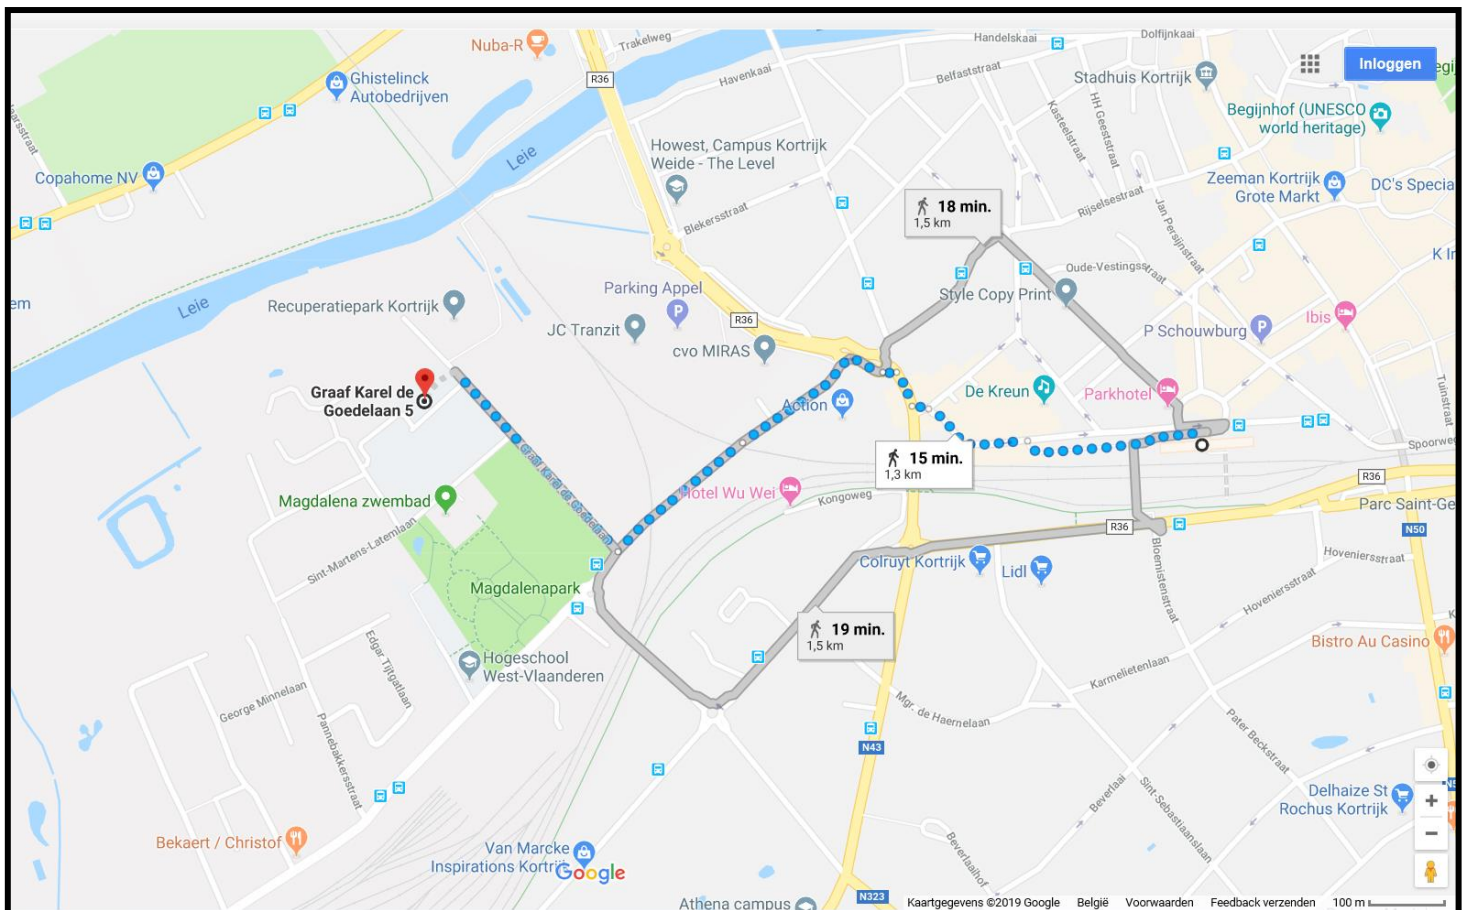 Nuba-R
Trakelweg
Handelskaai
Dolfijnkaai
Inloggen
Ghistelinck
Autobedrijven
R36
Havenkaai
Belfaststraat
Stadhuis Kortrijk
Begijnhof (UNESCO
world heritage)
HH Geeststraat
Kasteelstraat
Leie
Howest, Campus Kortrijk
Weide - The Level
Copahome NV
Zeeman Kortrijk
Grote Markt
DC's Specia
18 min.
1,5 km
Rijselsestraat
Jan Persijnstraat
Blekersstraat
Oude-Vestingsstraat
Leie
Recuperatiepark Kortrijk
Parking Appel
Style Copy Print
JC Tranzit
R36
P Schouwburg
Ibis
cvo MIRAS
Graaf Karel de
Goedelaan 5
De Kreun
Parkhotel
Tuinstraat
Action
Spoorwe
15 min.
1,3 km
Graaf Karel de Goedelaan
Hotel Wu Wei
Kongoweg
R36
Parc Saint-Ge
Magdalena zwembad
R36
N50
Sint-Martens-Latemlaan
Bloemistenstraat
Hoveniersstraat
Colruyt Kortrijk
Lidl
Hoveniersstraat
Magdalenapark
19 min.
1,5 km
Bistro Au Casino
Edgar Tijtgatlaan
Hogeschool
West-Vlaanderen
Karmelietenlaan
George Minnelaan
Mgr. de Haernelaan
Pannebakkersstraat
Pater Beckstraat
N43
Beverlaai
Sint-Sebastiaanslaan
Delhaize St
Rochus Kortrijk
Bekaert / Christof
Van Marcke
Inspirations Kortrijk
Google
Beverlaaihof
Athena campus
N323
Kaartgegevens ©2019 Google België Voorwaarden Feedback verzenden 100 m